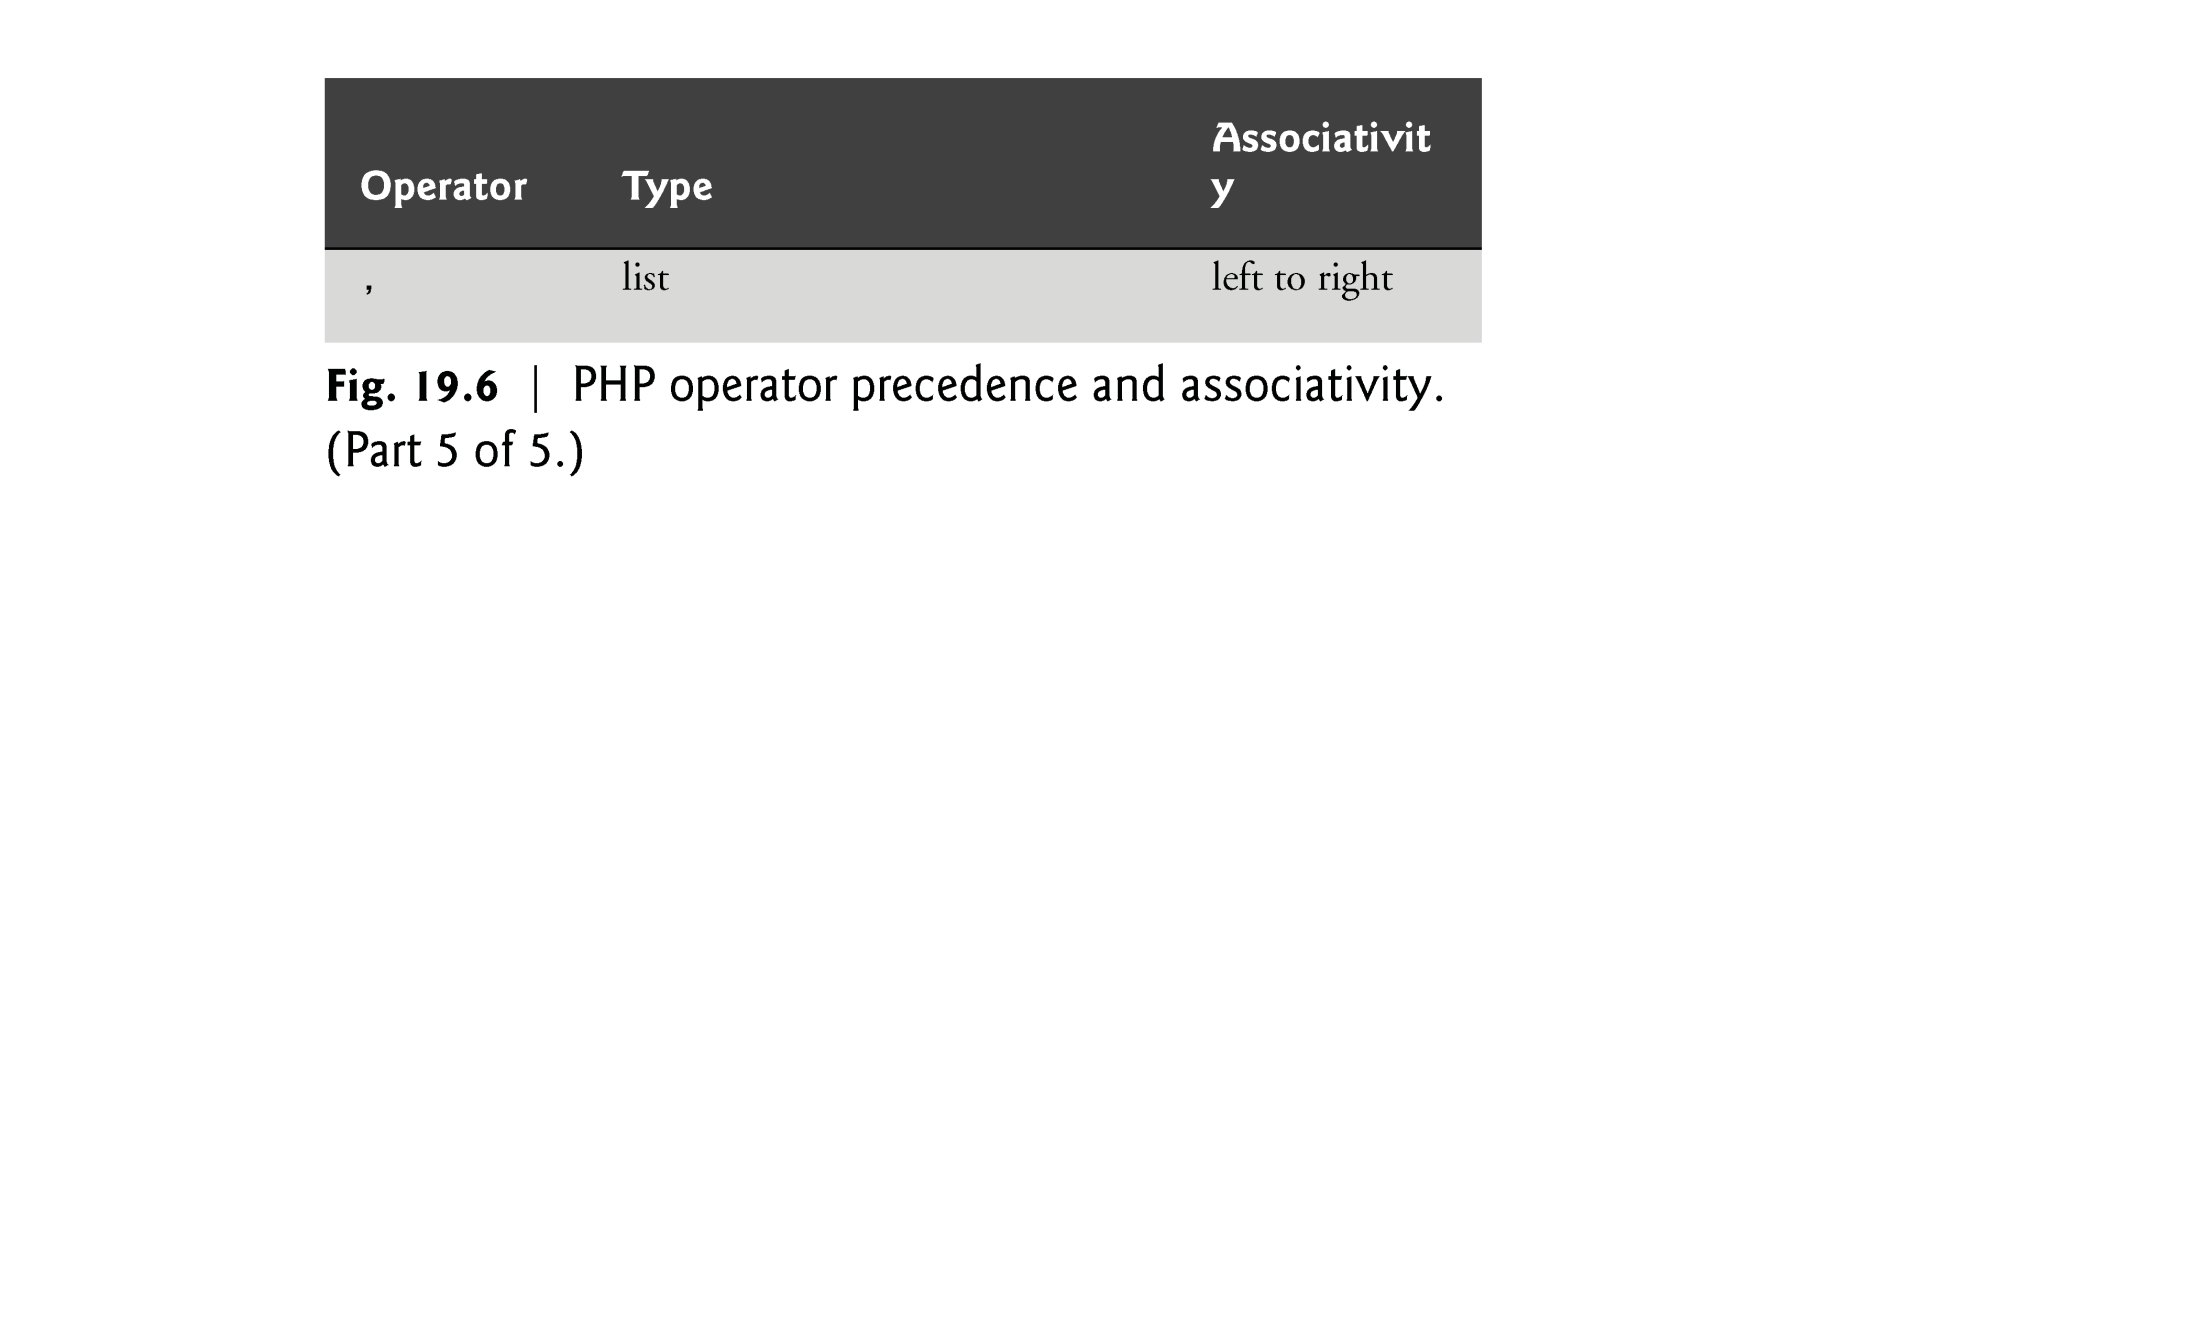 Operator Type Associativit
y
, list left to right
Fig. 19.6 | PHP operator precedence and associativity.
(Part 5 of 5.)